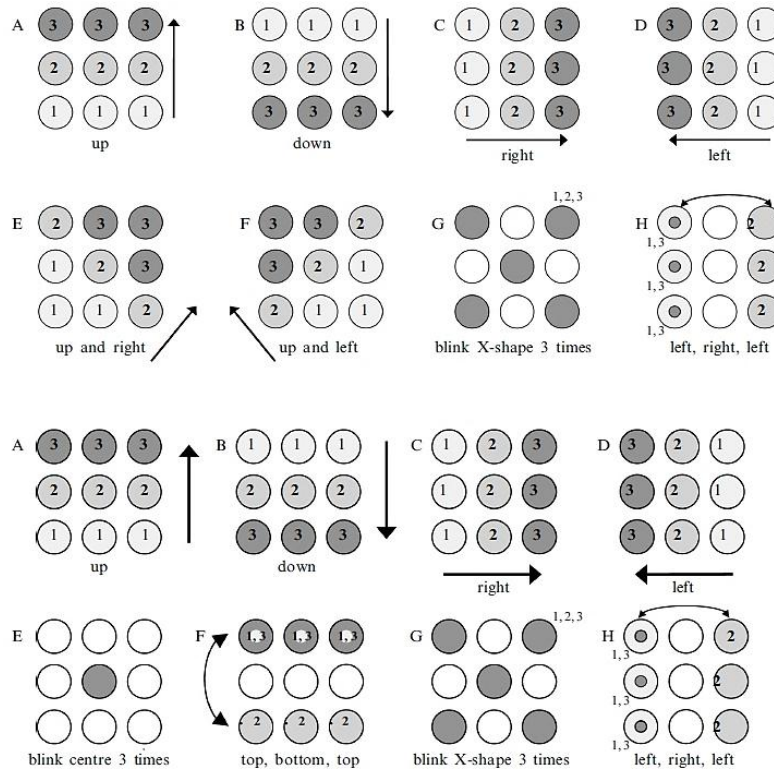 A 3 3 3 B 1 1 1 C 1 2 3 D 3 2 1
2 2 2 2 2 2 1 2 3 3 2 1
1 1 1 3 3 3 1 2 3 3 2 1
up down right left
1, 2, 3
E 2 3 3 F 3 3 2 G H 2
1, 3
1 2 3 3 2 1 2
1, 3
1 1 2 2 1 1 2
1, 3
up and right up and left blink X-shape 3 times left, right, left
A 3 3 3 B 1 1 1 C 1 2 3 D 3 2 1
2 2 2 2 2 2 1 2 3 3 2 1
1 1 1 3 3 3 1 2 3 3 2 1
up down right left
1, 2, 3
E F 1, 3 1, 3 1, 3 G H 2
1, 3
2
1, 3
2 2 2 2
1, 3
blink centre 3 times top, bottom, top blink X-shape 3 times left, right, left